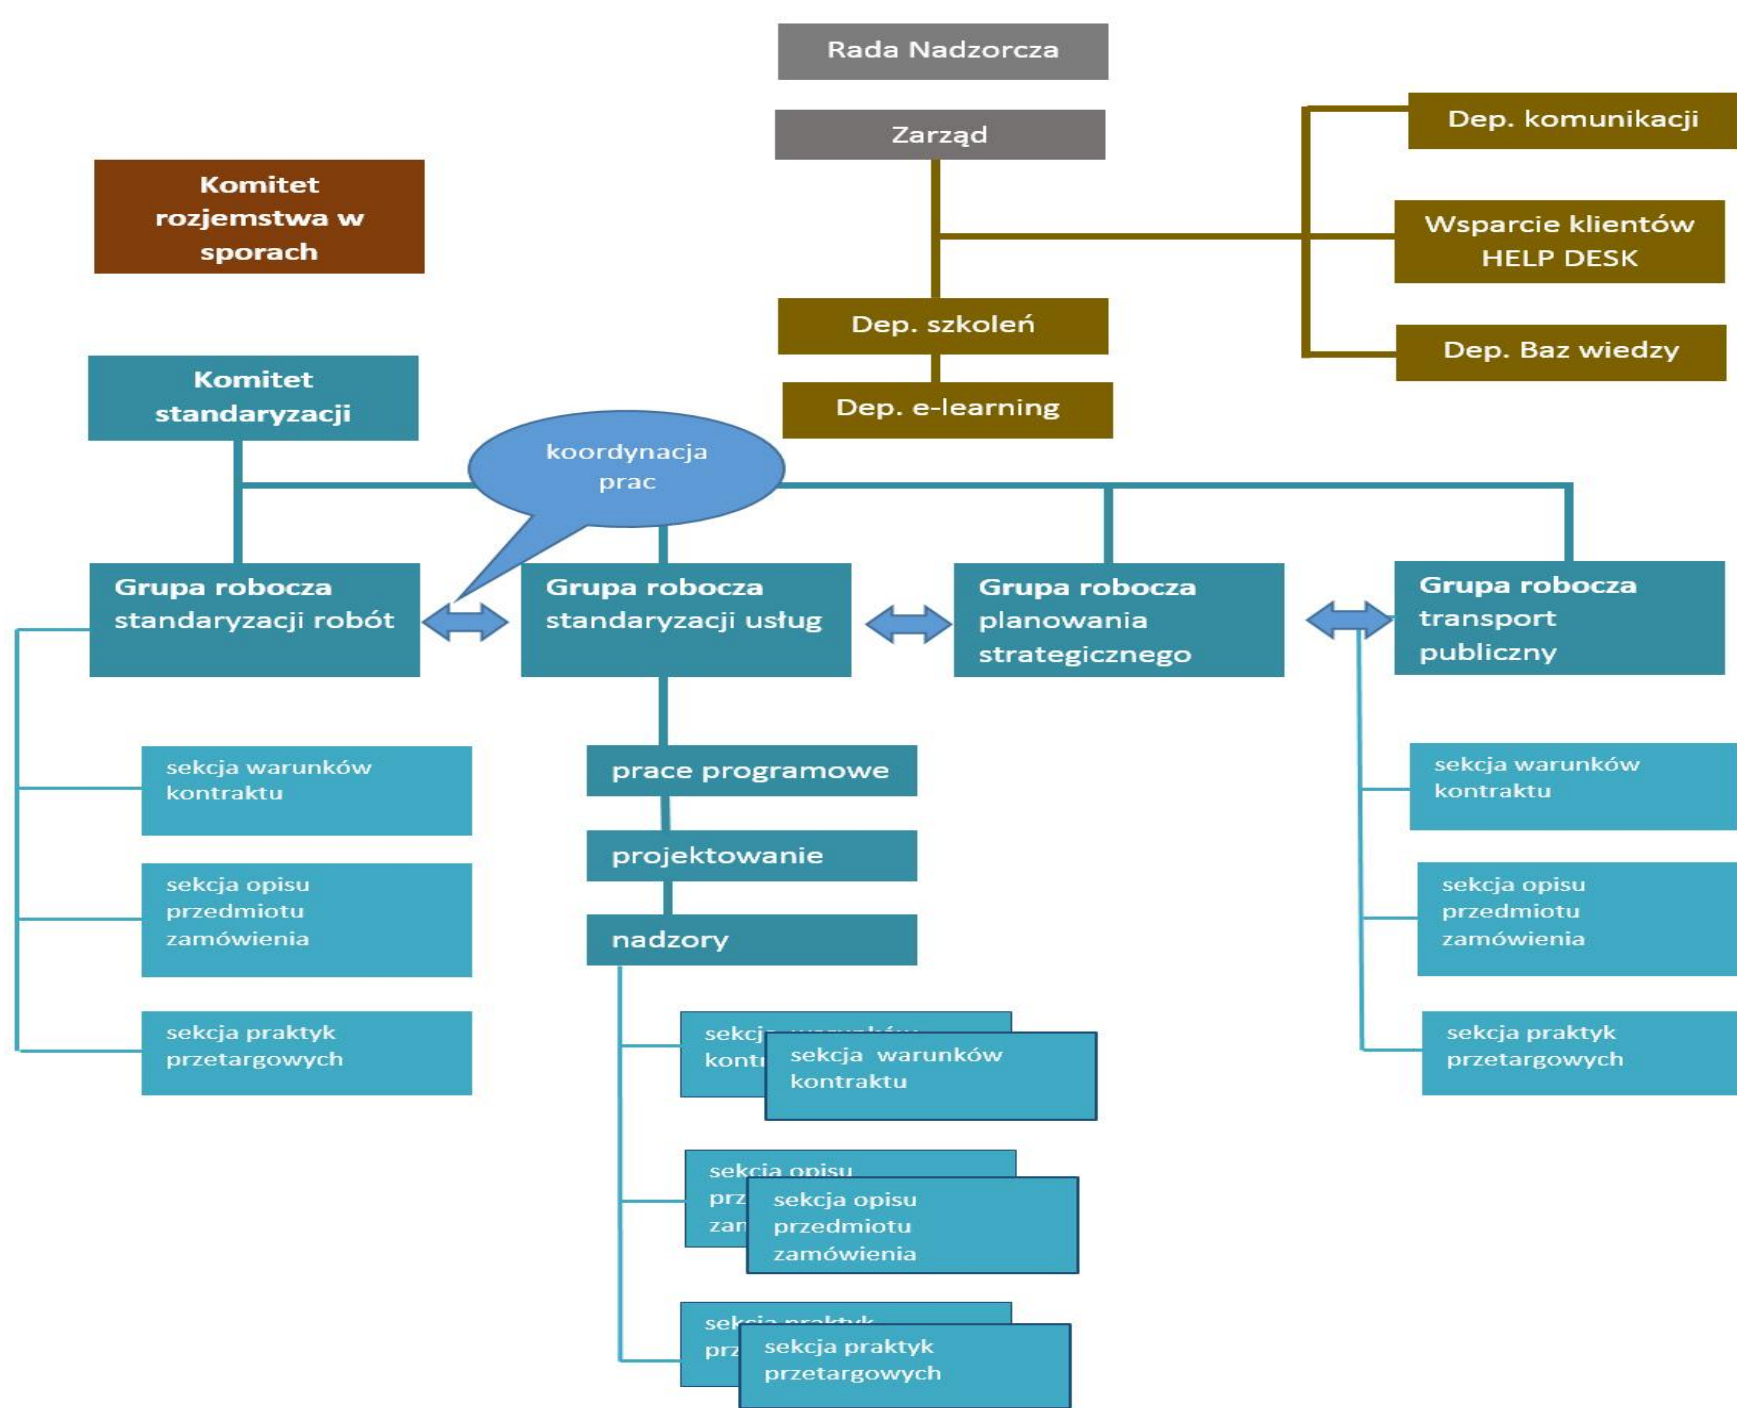 Rada Nadzorcza
Zarząd
Dep. komunikacji
Wsparcie klientów
HELP DESK
Dep. Baz wiedzy
Dep. szkoleń
Dep. e-learning
Komitet
rozjemstwa w
sporach
Komitet
standaryzacji
koordynacja
prac
Grupa robocza
standaryzacji robót
Grupa robocza
standaryzacji usług
Grupa robocza
planowania
strategicznego
Grupa robocza
transport
publiczny
sekcja warunków
kontraktu
sekcja opisu
przedmiotu
zamówienia
sekcja praktyk
przetargowych
prace programowe
projektowanie
nadzory
sekcja warunków
kontraktu
sekcja opisu
sekcja opisu
przedmiotu
zamówienia
sekcja praktyk
przetargowych
sekcja warunków
kontraktu
sekcja opisu
przedmiotu
zamówienia
sekcja praktyk
przetargowych